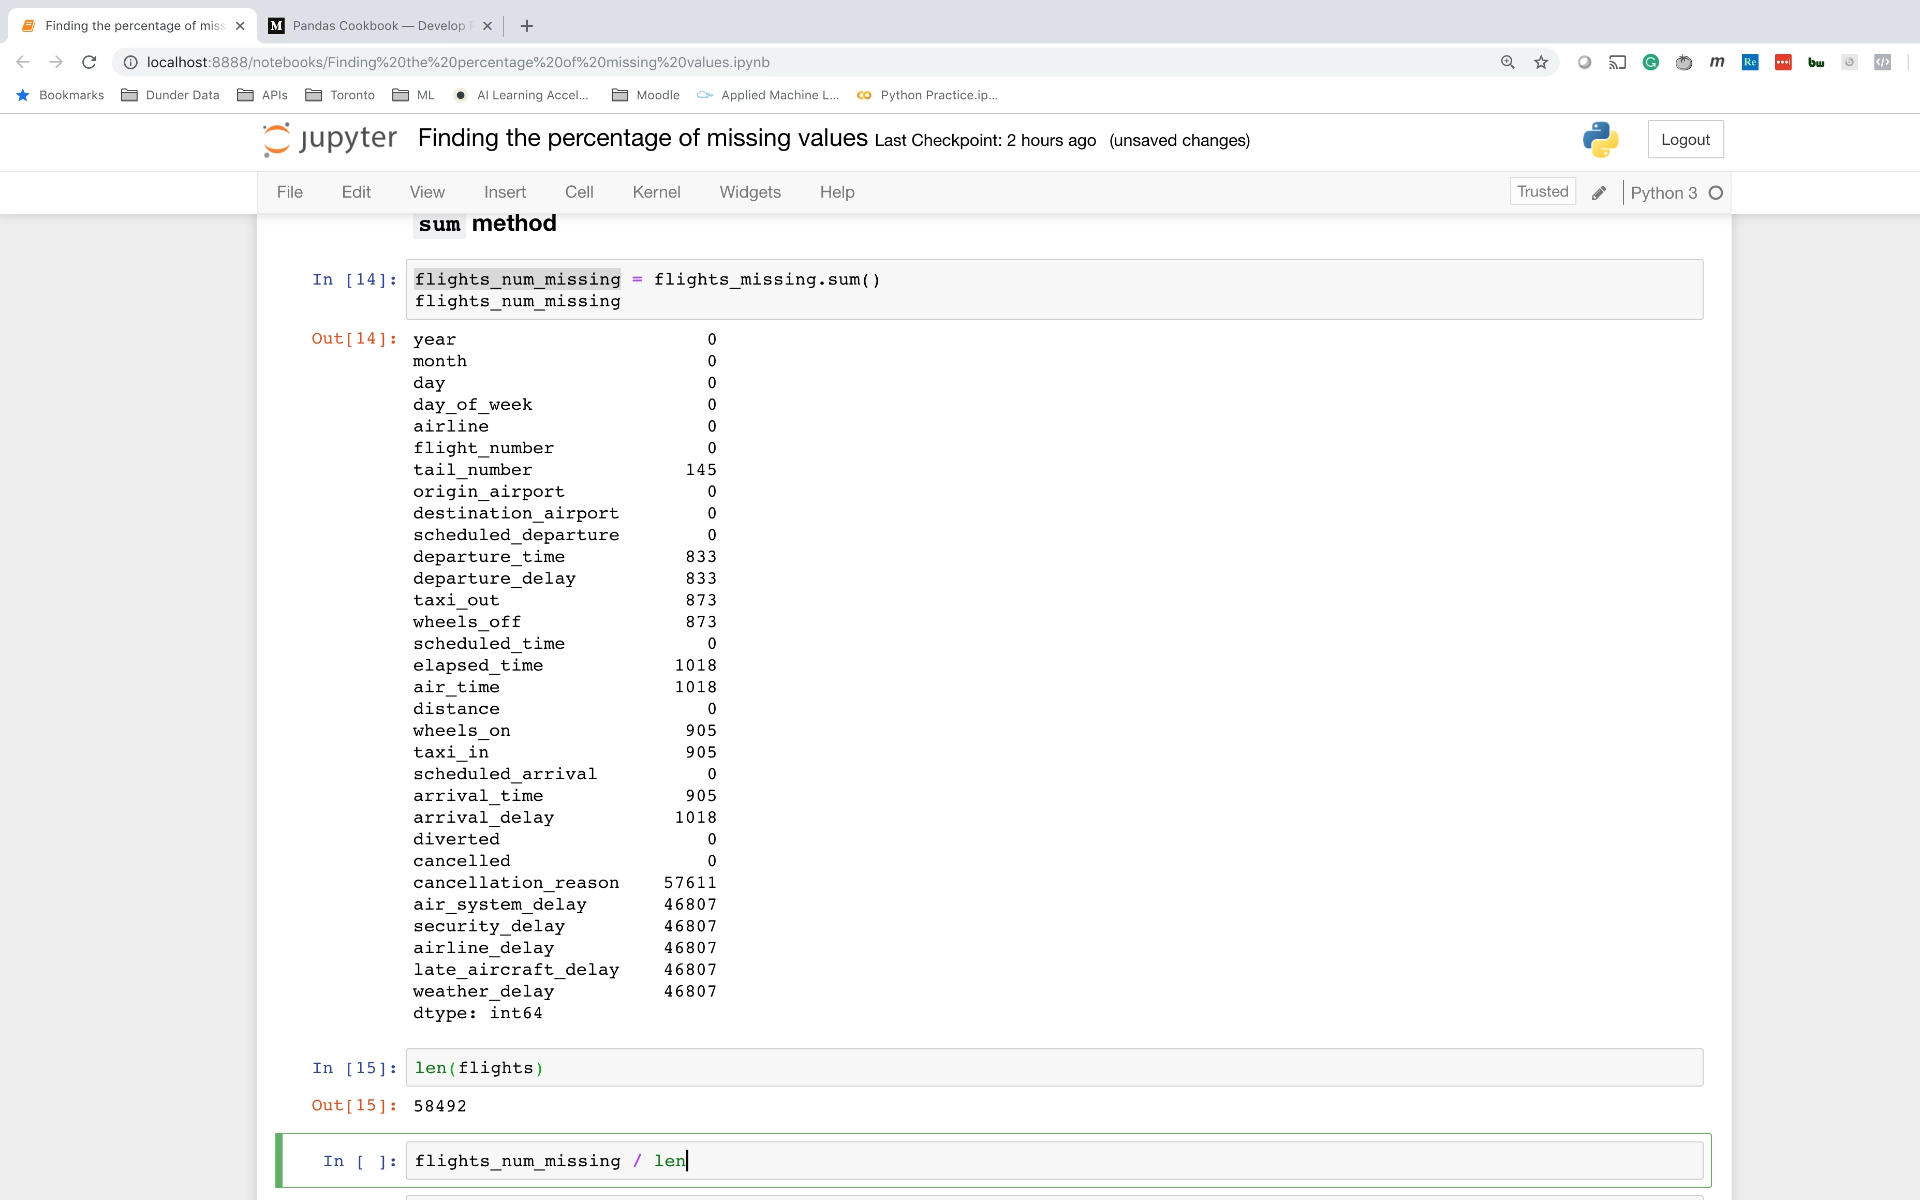 Finding the percentage of miss
Pandas Cookbook — Develop
localhost:8888/notebooks/Finding%20the%20percentage%20of%20missing%20values.ipynb
Bookmarks Dunder Data APIs Toronto ML AI Learning Accel... Moodle Applied Machine L... Python Practice.ip...
jupyter Finding the percentage of missing values Last Checkpoint: 2 hours ago (unsaved changes) Logout
File Edit View Insert Cell Kernel Widgets Help Trusted Python 3
sum method
In [14]: flights_num_missing = flights_missing.sum()
flights_num_missing
Out[14]: year 0
month 0
day 0
day_of_week 0
airline 0
flight_number 0
tail_number 145
origin_airport 0
destination_airport 0
scheduled_departure 0
departure_time 833
departure_delay 833
taxi_out 873
wheels_off 873
scheduled_time 0
elapsed_time 1018
air_time 1018
distance 0
wheels_on 905
taxi_in 905
scheduled_arrival 0
arrival_time 905
arrival_delay 1018
diverted 0
cancelled 0
cancellation_reason 57611
air_system_delay 46807
security_delay 46807
airline_delay 46807
late_aircraft_delay 46807
weather_delay 46807
dtype: int64
In [15]: len(flights)
Out[15]: 58492
In [ ]: flights_num_missing / len